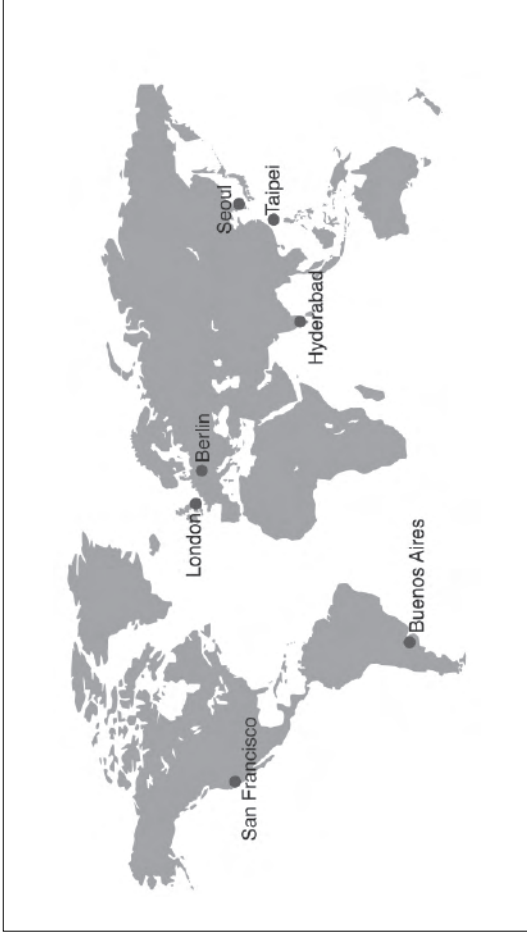 San Francisco
Buenos Aires
London
Berlin
Hyderabad
Seoul
Taipei